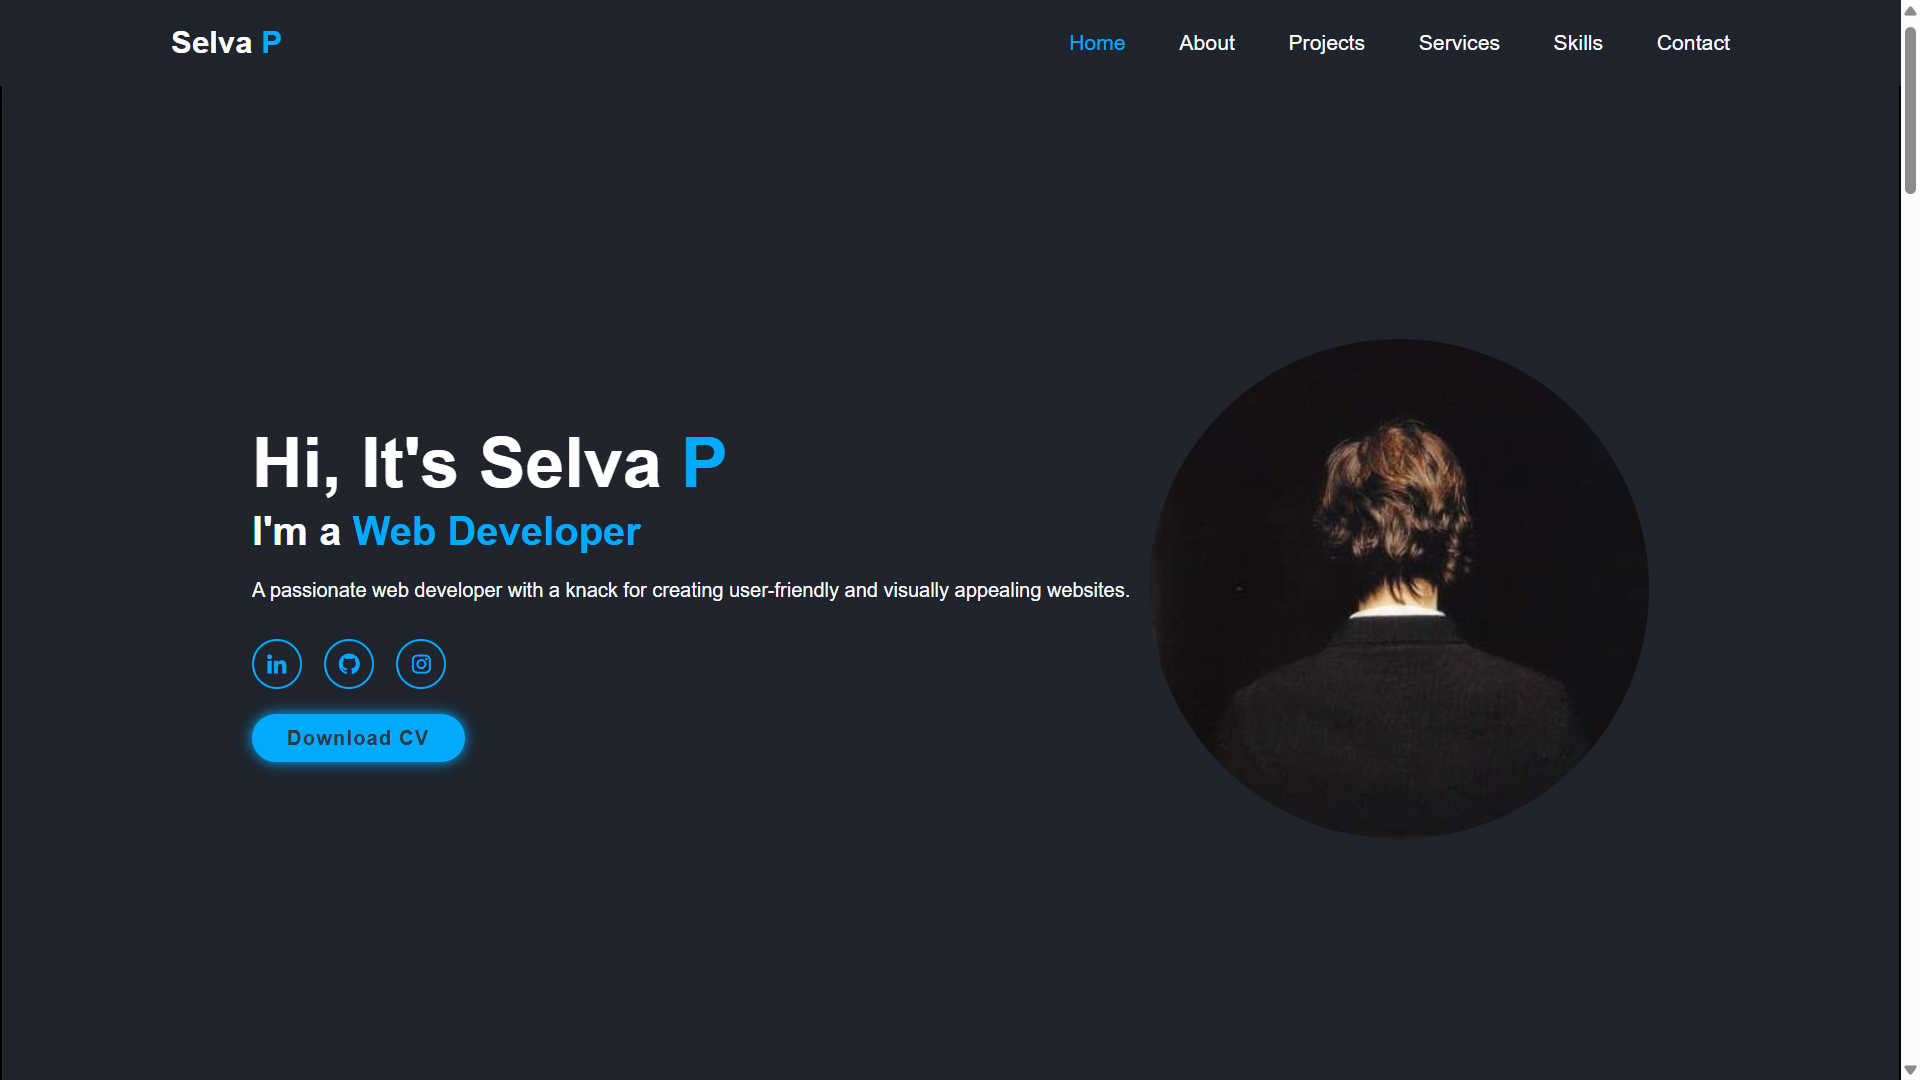 Selva P
Home About Projects Services Skills Contact
Hi, It's Selva P
I'm a Web Developer
A passionate web developer with a knack for creating user-friendly and visually appealing websites.
Download CV